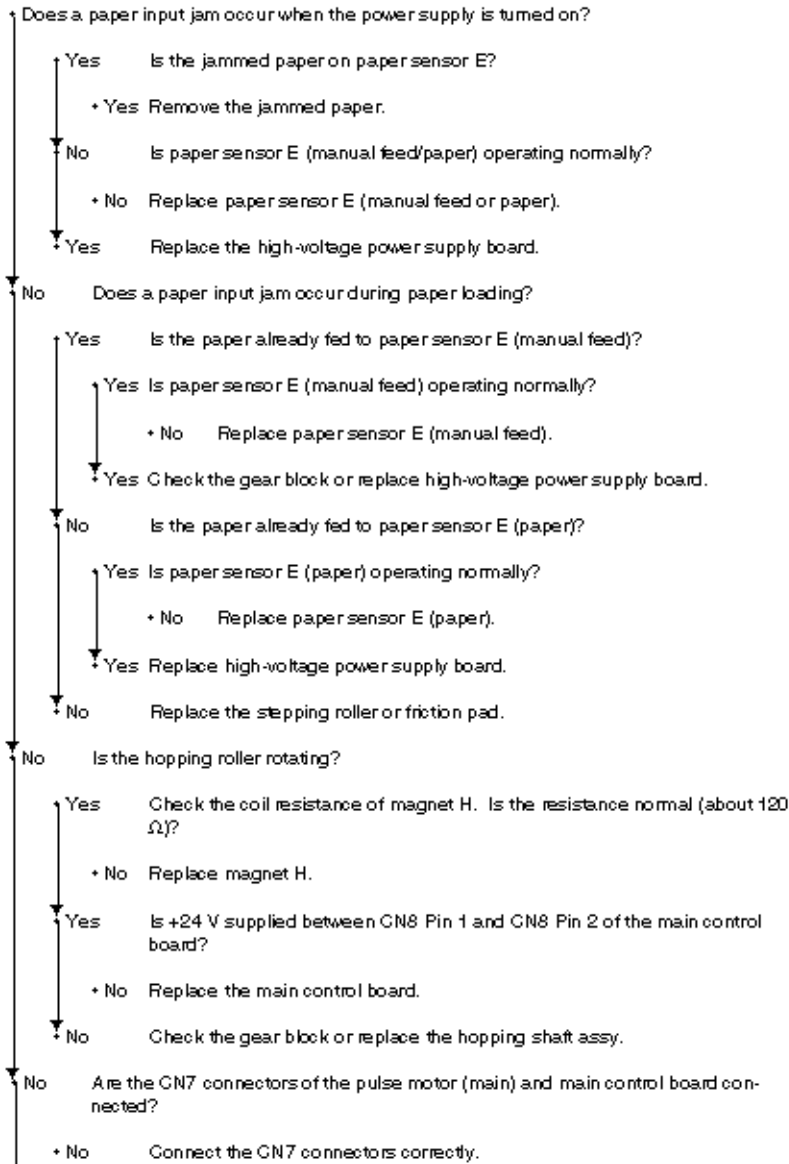 Does a paper input jam occur when the power supply is turned on?
Yes Is the jammed paper on paper sensor E?
Yes Remove the jammed paper.
No Is paper sensor E (manual feed/paper) operating normally?
No Replace paper sensor E (manual feed or paper).
Yes Replace the high-voltage power supply board.
No Does a paper input jam occur during paper loading?
Yes Is the paper already fed to paper sensor E (manual feed)?
Yes Is paper sensor E (manual feed) operating normally?
No Replace paper sensor E (manual feed).
Yes Check the gear block or replace high-voltage power supply board.
No Is the paper already fed to paper sensor E (paper)?
Yes Is paper sensor E (paper) operating normally?
No Replace paper sensor E (paper).
Yes Replace high-voltage power supply board.
No Replace the stepping roller or friction pad.
No Is the hopping roller rotating?
Yes Check the coil resistance of magnet H. Is the resistance normal (about 120
Ω)?
No Replace magnet H.
Yes Is +24 V supplied between CN8 Pin 1 and CN8 Pin 2 of the main control
board?
No Replace the main control board.
No Check the gear block or replace the hopping shaft assy.
No Are the CN7 connectors of the pulse motor (main) and main control board con-
nected?
No Connect the CN7 connectors correctly.